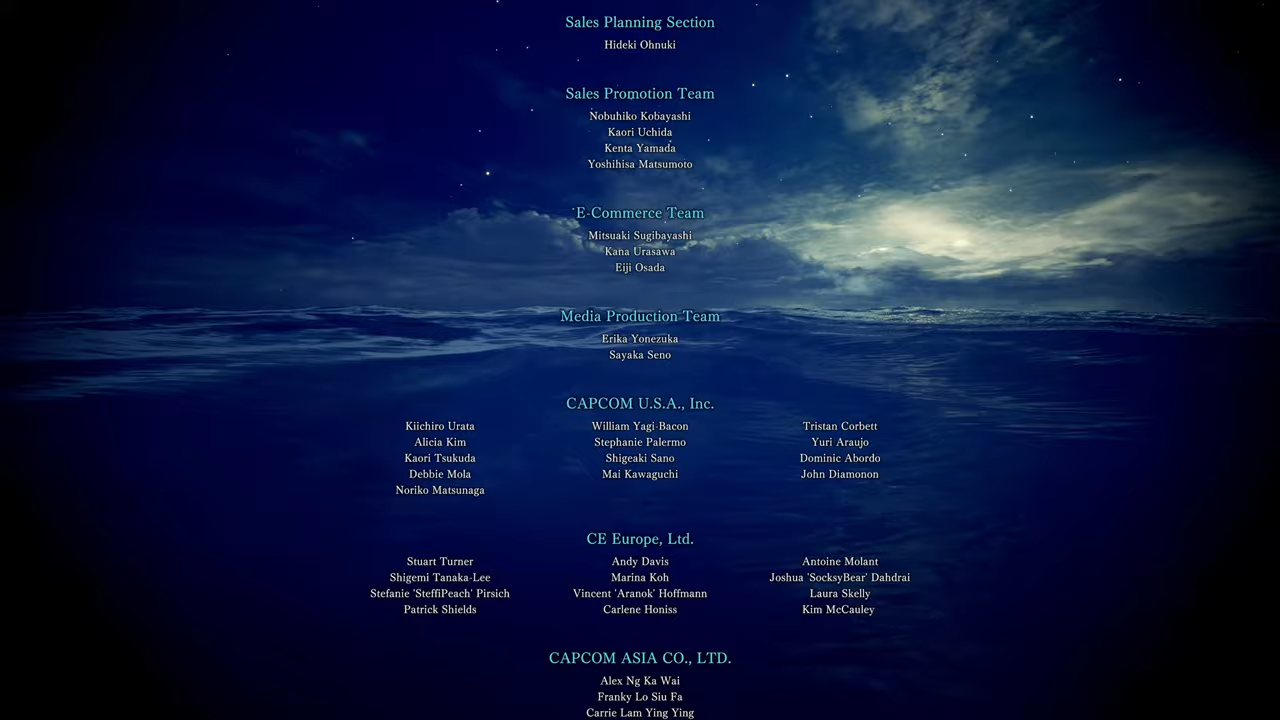 Sales Planning Section
Hideki Ohnuki
Sales Promotion Team
Nobuhiko Kobayashi
Kaori Uchida
Kenta Yamada
Yoshihisa Matsumoto
E-Commerce Team
Mitsuaki Sugibayashi
Kana Urasawa
Eiji Osada
Media Production Team
Erika Yonezuka
Sayaka Seno
CAPCOM U.S.A., Inc.
Kiichiro Urata William Yagi-Bacon Tristan Corbett
Alicia Kim Stephanie Palermo Yuri Araujo
Kaori Tsukuda Shigeaki Sano Dominic Abordo
Debbie Mola Mai Kawaguchi John Diamonon
Noriko Matsunaga
CE Europe, Ltd.
Stuart Turner Andy Davis Antoine Molant
Shigemi Tanaka-Lee Marina Koh Joshua 'SocksyBear' Dahdrai
Stefanie 'SteffiPeach' Pirsich Vincent 'Aranok' Hoffmann Laura Skelly
Patrick Shields Carlene Honiss Kim McCauley
CAPCOM ASIA CO., LTD.
Alex Ng Ka Wai
Franky Lo Siu Fa
Carrie Lam Ying Ying